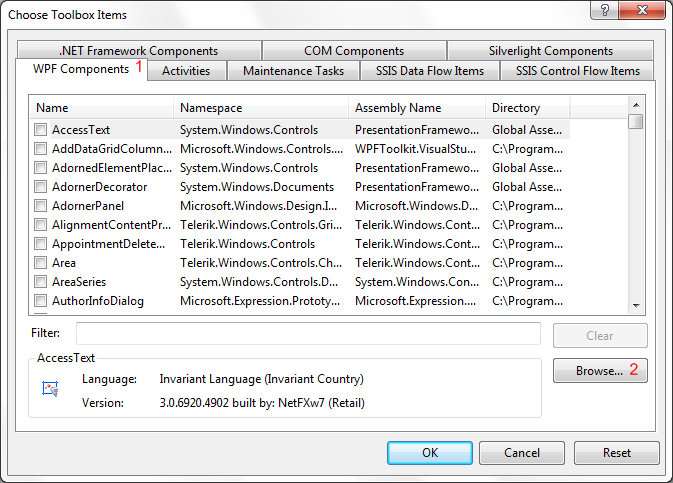 Choose Toolbox Items
?
.NET Framework Components COM Components Silverlight Components
WPF Components 1 Activities Maintenance Tasks SSIS Data Flow Items SSIS Control Flow Items
Name Namespace Assembly Name Directory
AccessText System.Windows.Controls PresentationFramewo... Global Asse...
AddDataGridColumn... Microsoft.Windows.Controls.... WPFToolkit.VisualStu... C:\Program...
AdornedElementPlac... System.Windows.Controls PresentationFramewo... Global Asse...
AdornerDecorator System.Windows.Documents PresentationFramewo... Global Asse...
AdornerPanel Microsoft.Windows.Design.I... Microsoft.Windows.D... C:\Program...
AlignmentContentPr... Telerik.Windows.Controls.Gri... Telerik.Windows.Cont... C:\Program...
AppointmentDelete... Telerik.Windows.Controls Telerik.Windows.Cont... C:\Program...
Area Telerik.Windows.Controls.Ch... Telerik.Windows.Cont... C:\Program...
AreaSeries System.Windows.Controls.D... System.Windows.Con... C:\Program...
AuthorInfoDialog Microsoft.Expression.Prototy... Microsoft.Expression.... C:\Program...
Filter: Clear
AccessText
Browse... 2
Language: Invariant Language (Invariant Country)
Version: 3.0.6920.4902 built by: NetFXw7 (Retail)
OK Cancel Reset